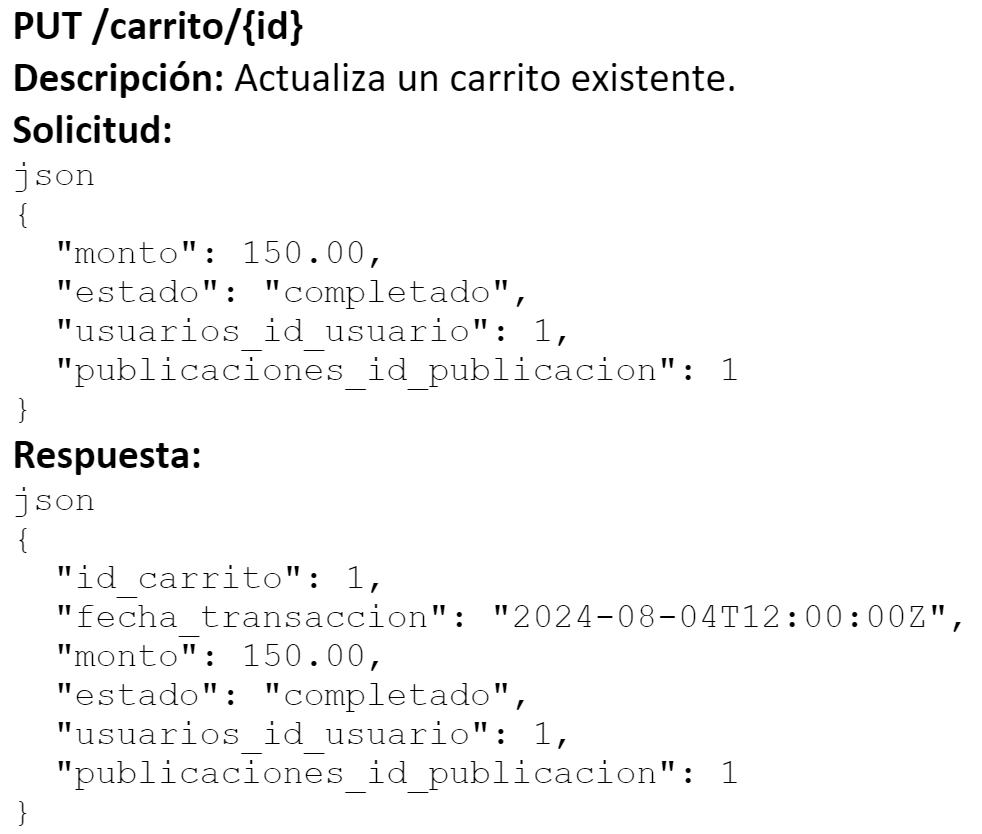 PUT /carrito/{id}
Descripción: Actualiza un carrito existente.
Solicitud:
json
{
  "monto": 150.00,
  "estado": "completado",
  "usuarios_id_usuario": 1,
  "publicaciones_id_publicacion": 1
}
Respuesta:
json
{
  "id_carrito": 1,
  "fecha_transaccion": "2024-08-04T12:00:00Z",
  "monto": 150.00,
  "estado": "completado",
  "usuarios_id_usuario": 1,
  "publicaciones_id_publicacion": 1
}